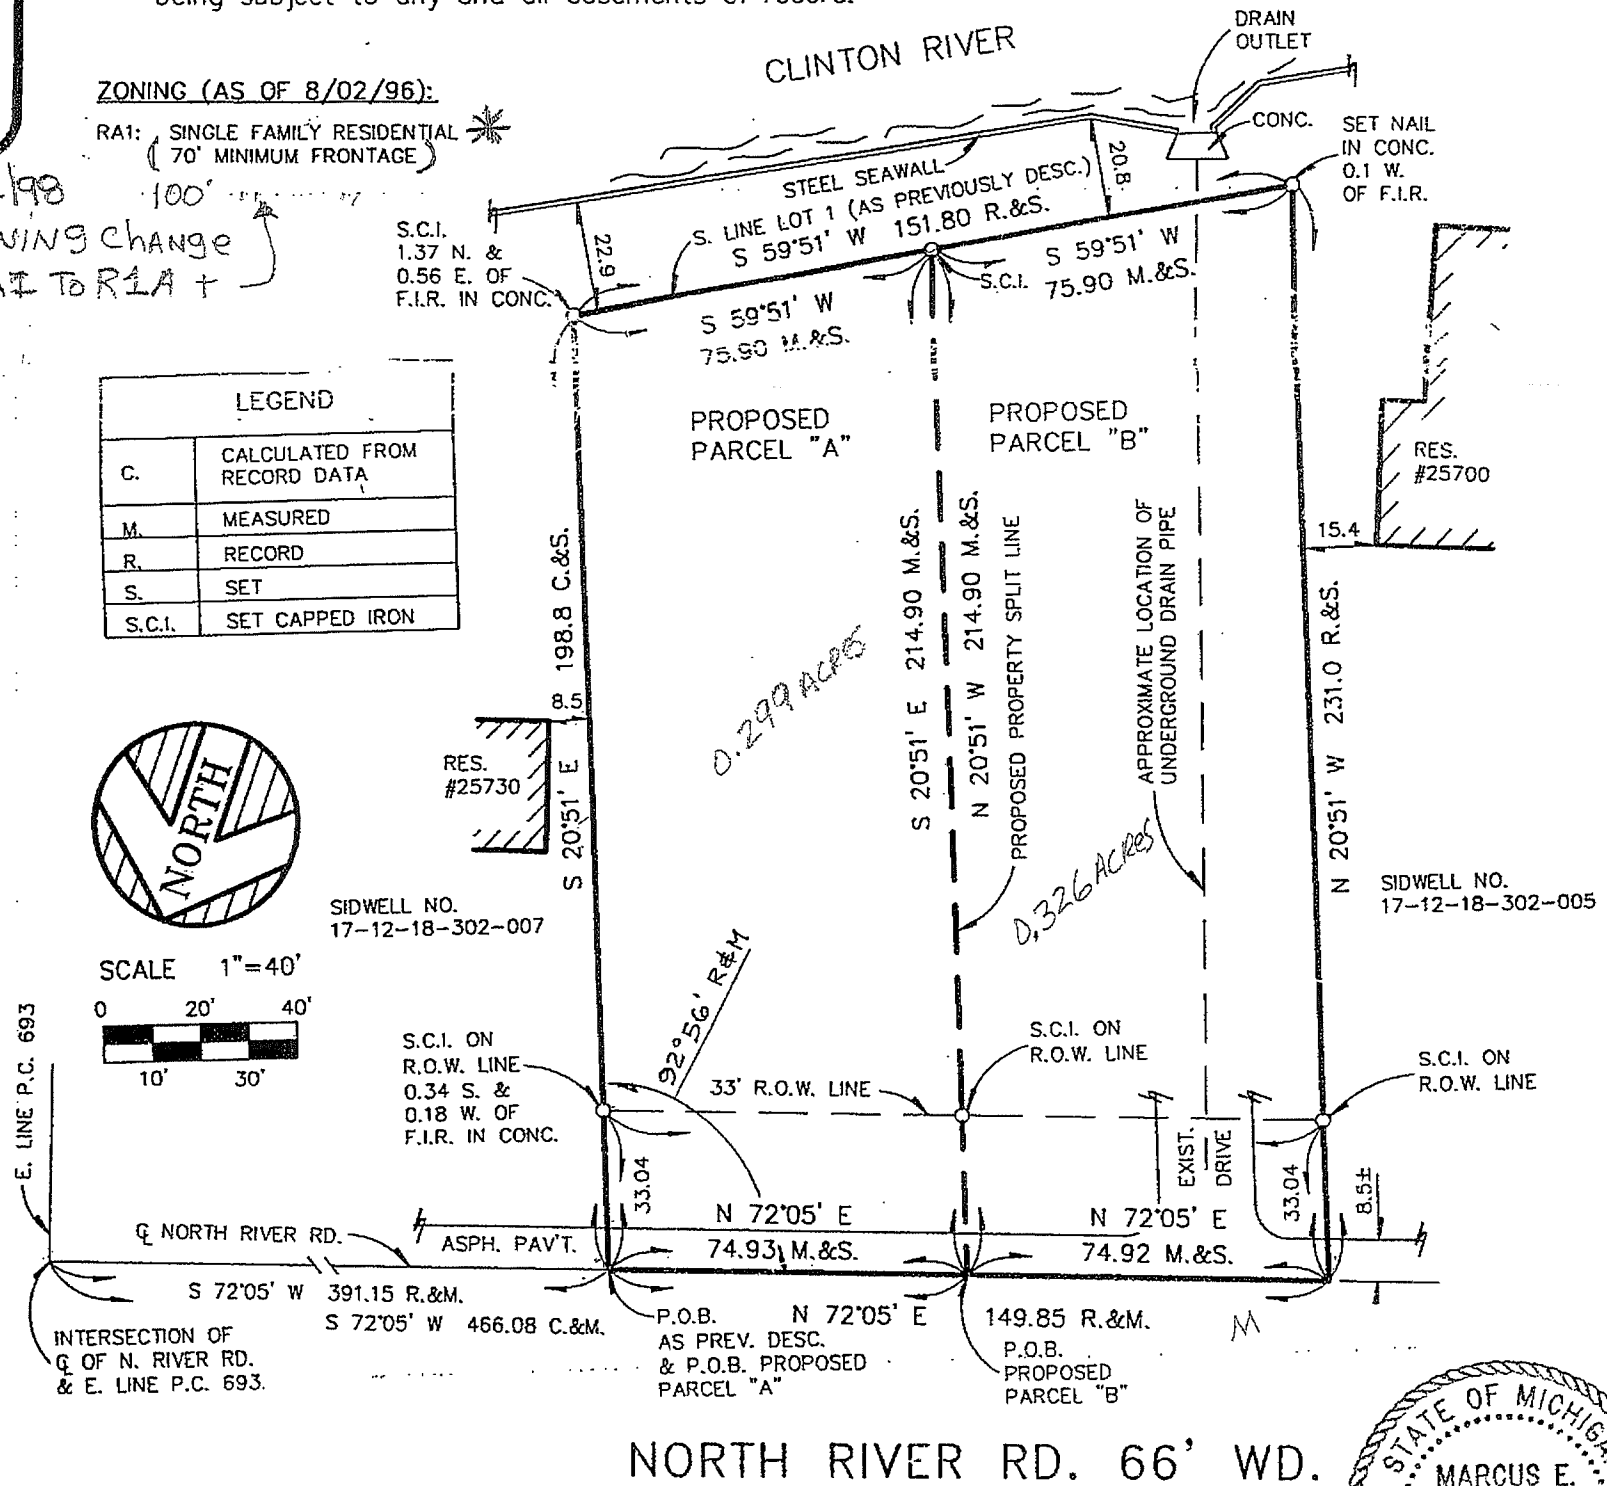 being subject to any and all easements of record.
ZONING (AS OF 8/02/96):
RA1: SINGLE FAMILY RESIDENTIAL *
( 70' MINIMUM FRONTAGE )
100'
/98
CHANGE
TO R1A +
CLINTON RIVER
DRAIN
OUTLET
CONC.
SET NAIL
IN CONC.
0.1 W.
OF F.I.R.
STEEL SEAWALL
S. LINE LOT 1 (AS PREVIOUSLY DESC.)
S 59°51' W 151.80 R.&S.
20.8
22.9
S.C.I.
1.37 N. &
0.56 E. OF
F.I.R. IN CONC.
S 59°51' W
75.90 M.&S.
S.C.I.
S 59°51' W
75.90 M.&S.
LEGEND
C. CALCULATED FROM
RECORD DATA
M. MEASURED
R. RECORD
S. SET
S.C.I. SET CAPPED IRON
PROPOSED
PARCEL "A"
PROPOSED
PARCEL "B"
RES.
#25700
15.4
S 20°51' E 198.8 C.&S.
8.5
RES.
#25730
0.299 ACRES
S 20°51' E 214.90 M.&S.
N 20°51' W 214.90 M.&S.
PROPOSED PROPERTY SPLIT LINE
0.326 ACRES
APPROXIMATE LOCATION OF
UNDERGROUND DRAIN PIPE
N 20°51' W 231.0 R.&S.
NORTH
SIDWELL NO.
17-12-18-302-007
SIDWELL NO.
17-12-18-302-005
SCALE 1"=40'
0 20' 40'
10' 30'
E. LINE P.C. 693
92°56' R&M
S.C.I. ON
R.O.W. LINE
0.34 S. &
0.18 W. OF
F.I.R. IN CONC.
33' R.O.W. LINE
S.C.I. ON
R.O.W. LINE
S.C.I. ON
R.O.W. LINE
EXIST.
DRIVE
33.04
33.04
8.5±
℄ NORTH RIVER RD.
ASPH. PAV'T.
N 72°05' E
74.93 M.&S.
N 72°05' E
74.92 M.&S.
S 72°05' W 391.15 R.&M.
S 72°05' W 466.08 C.&M.
N 72°05' E 149.85 R.&M.
M
INTERSECTION OF
℄ OF N. RIVER RD.
& E. LINE P.C. 693.
P.O.B.
AS PREV. DESC.
& P.O.B. PROPOSED
PARCEL "A"
P.O.B.
PROPOSED
PARCEL "B"
NORTH RIVER RD. 66' WD.
STATE OF MICHIGA
MARCUS E.